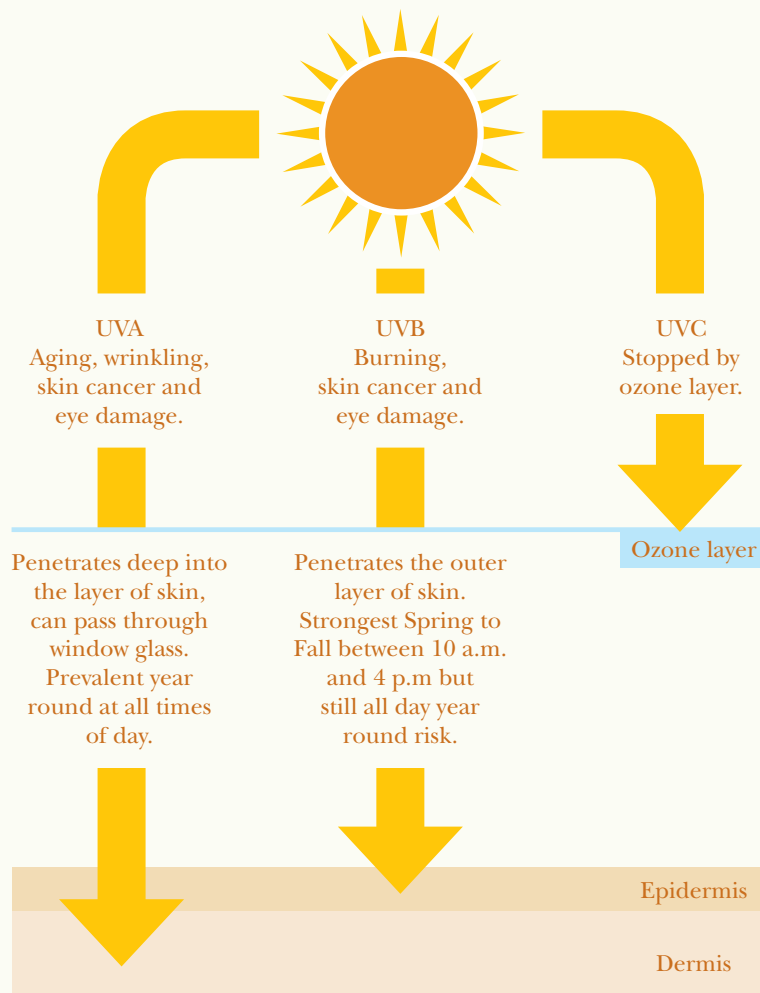 UVA
Aging, wrinkling,
skin cancer and
eye damage.
UVB
Burning,
skin cancer and
eye damage.
UVC
Stopped by
ozone layer.
Penetrates deep into
the layer of skin,
can pass through
window glass.
Prevalent year
round at all times
of day.
Penetrates the outer
layer of skin.
Strongest Spring to
Fall between 10 a.m.
and 4 p.m but
still all day year
round risk.
Ozone layer
Epidermis
Dermis